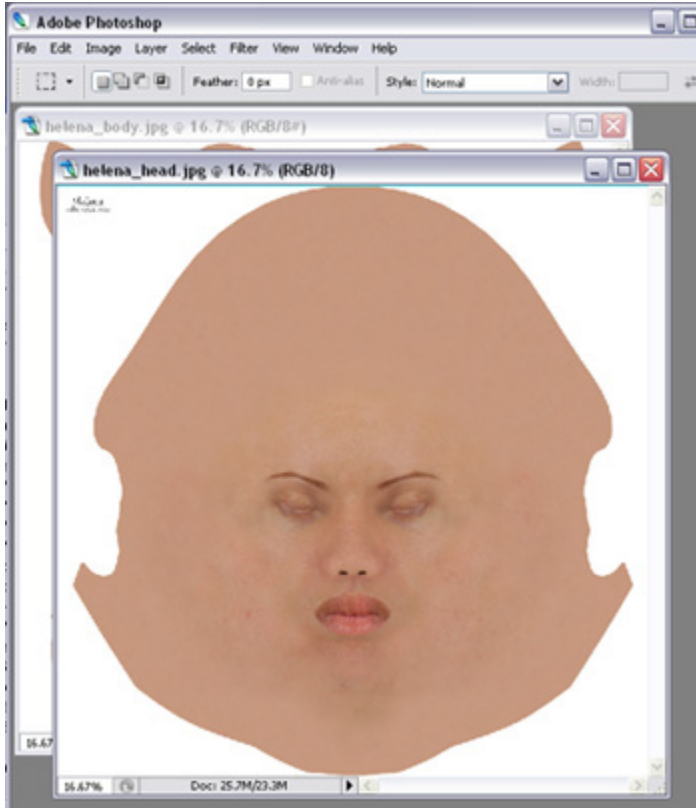 Adobe Photoshop
File Edit Image Layer Select Filter View Window Help
Feather: 0 px Anti-alias Style: Normal Width:
helena_body.jpg @ 16.7% (RGB/8#)
helena_head.jpg @ 16.7% (RGB/8)
16.67
16.67% Doc: 25.7M/23.3M